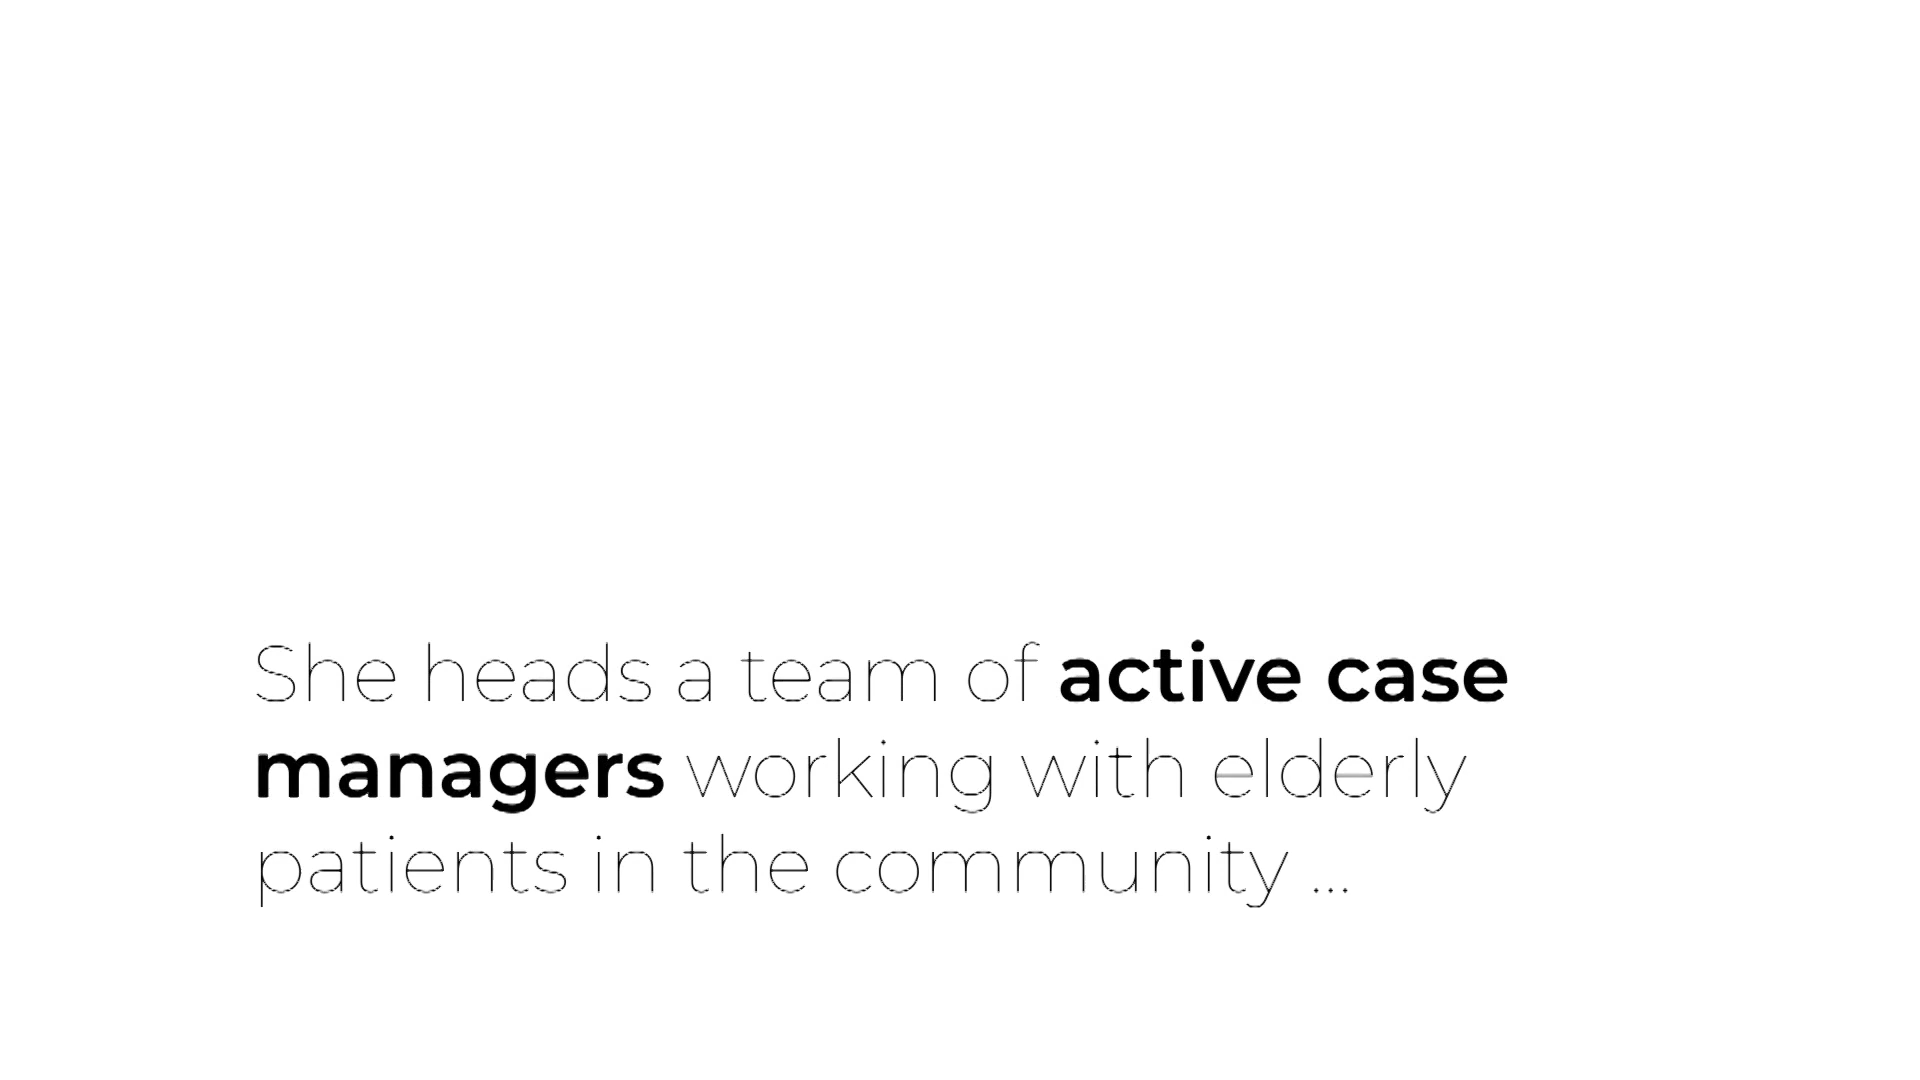 She heads a team of active case
managers working with elderly
patients in the community ...